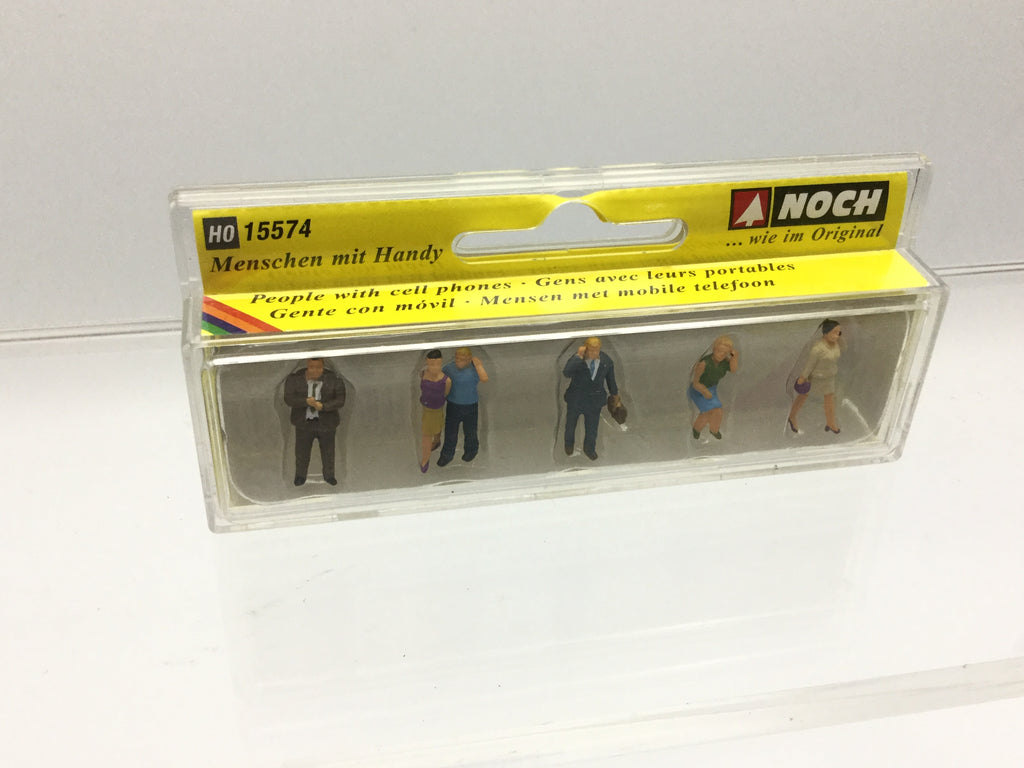 HO 15574
Menschen mit Handy
NOCH
... wie im Original
People with cell phones · Gens avec leurs portables
Gente con móvil · Mensen met mobile telefoon